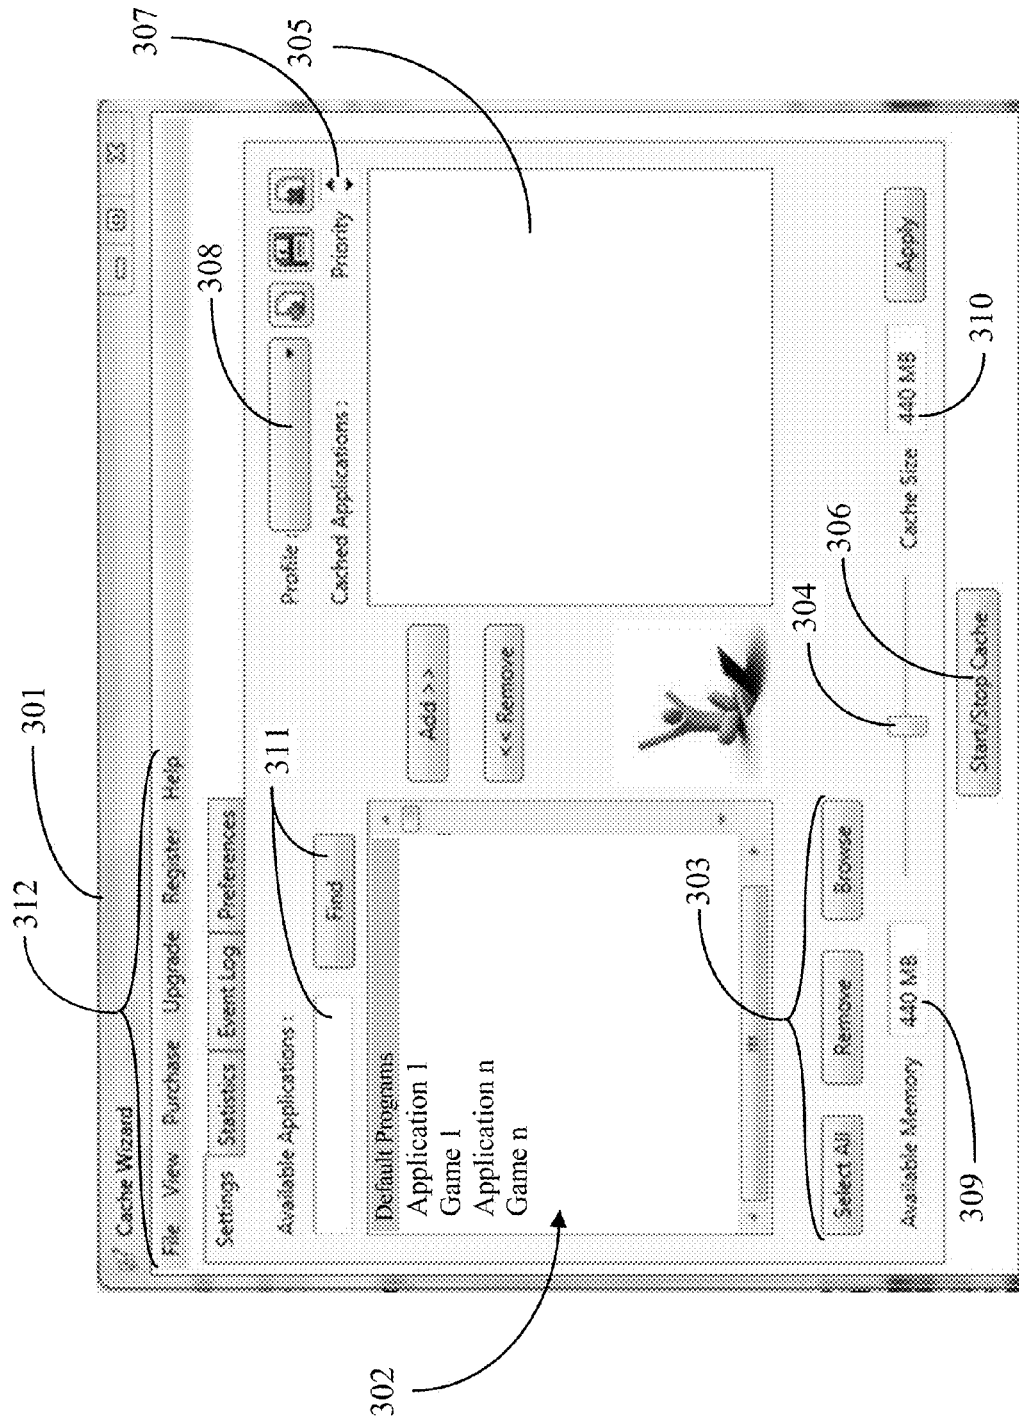 312
301
Cache Wizard
File View Purchase Upgrade Register Help
Settings Statistics Event Log Preferences
308
307
305
Available Applications :
311
Find
Profile :
Cached Applications :
Priority
Default Programs
Application 1
Game 1
Application n
Game n
302
Add >>
<< Remove
303
Select All
Remove
Browse
304
306
Available Memory
440 MB
Cache Size
440 MB
Apply
309
310
Start/Stop Cache